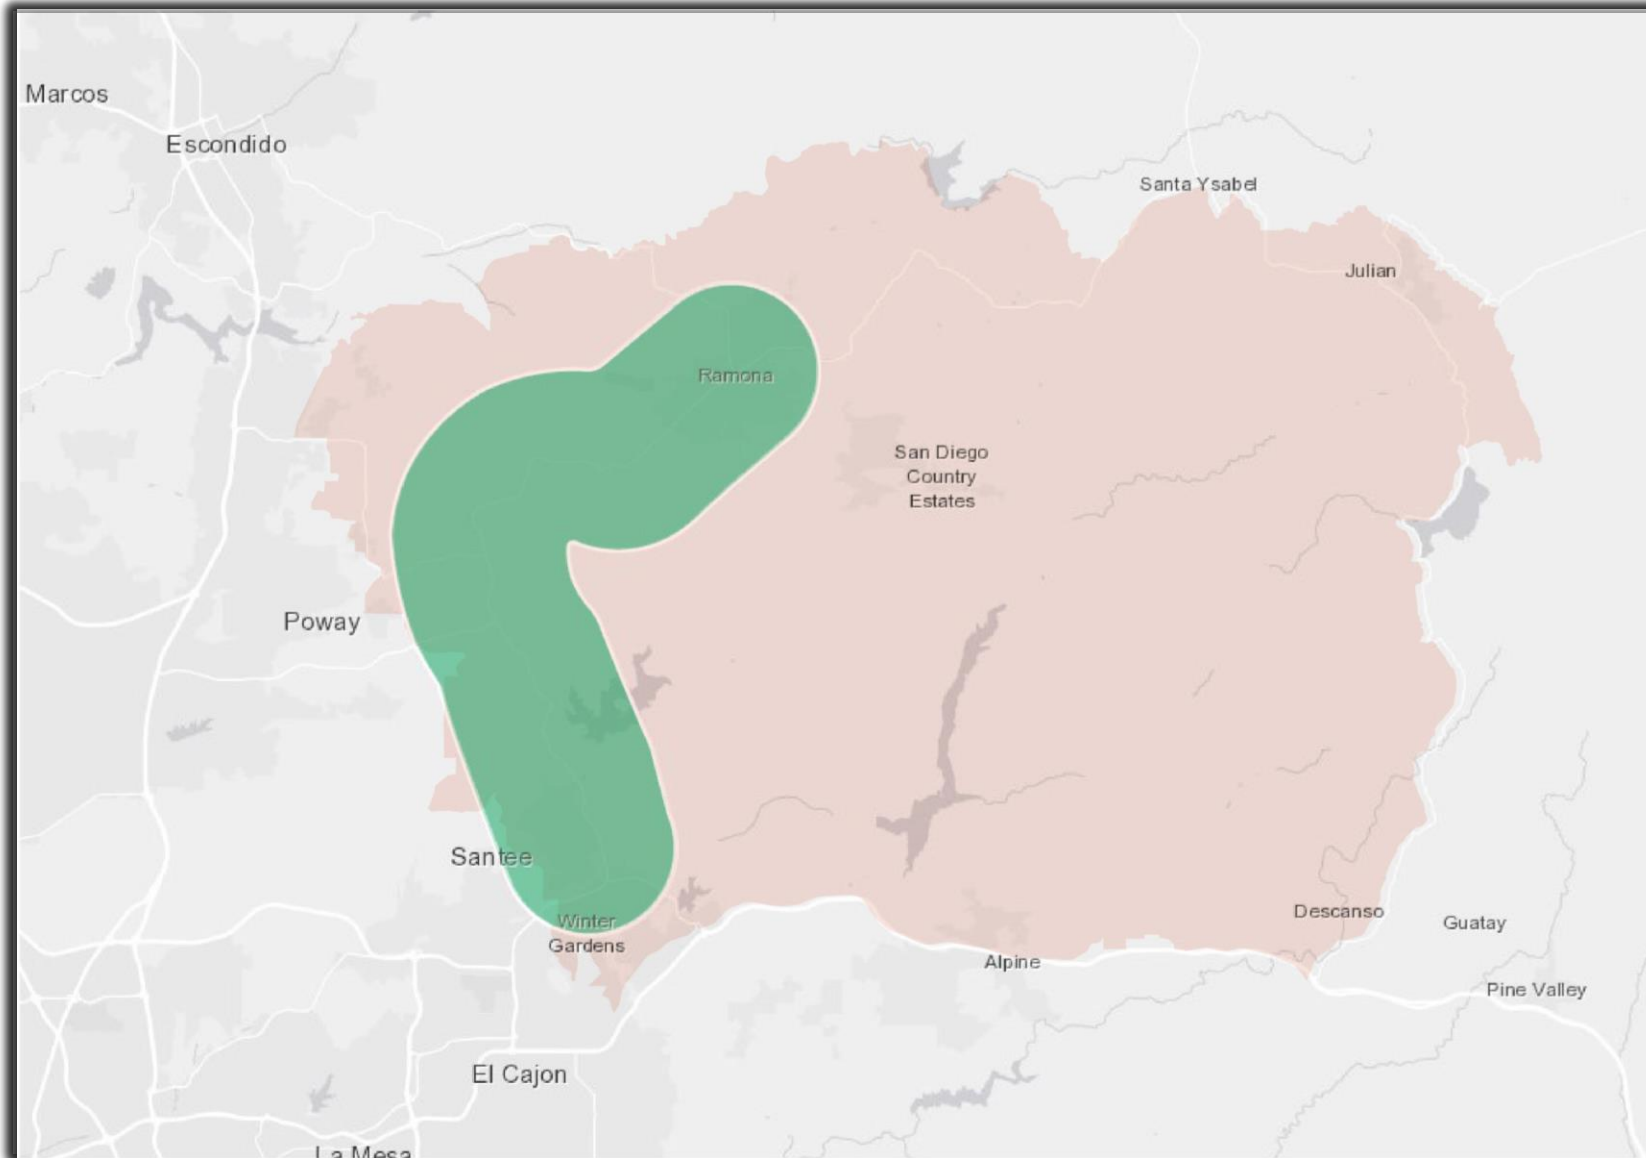 Marcos
Escondido
Santa Ysabel
Julian
Ramona
San Diego
Country
Estates
Poway
Santee
Winter
Gardens
Descanso
Guatay
Alpine
Pine Valley
El Cajon
La Mesa